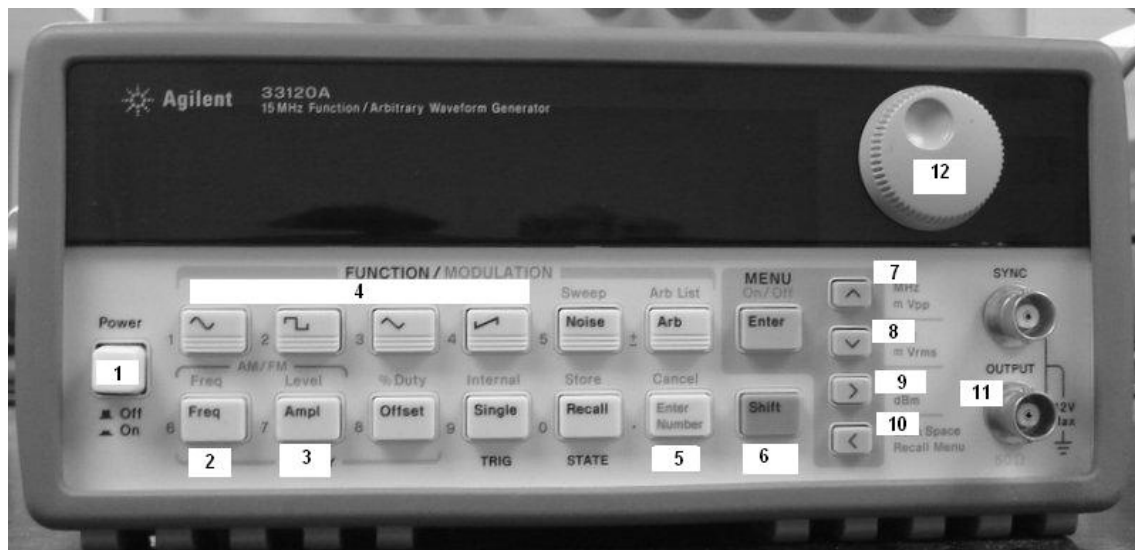 Agilent 33120A
15 MHz Function / Arbitrary Waveform Generator
12
FUNCTION / MODULATION
4
MENU
On/Off
7
MHz
m Vpp
SYNC
Sweep
Arb List
Power
1
2
3
4
5 Noise
± Arb
Enter
8
m Vrms
1
AM/FM
OUTPUT
Freq
Level
% Duty
Internal
Store
Cancel
9
dBm
11
Off
On
6 Freq
7 Ampl
8 Offset
9 Single
0 Recall
. Enter Number
Shift
10
Space
Recall Menu
2
3
TRIG
STATE
5
6
50Ω